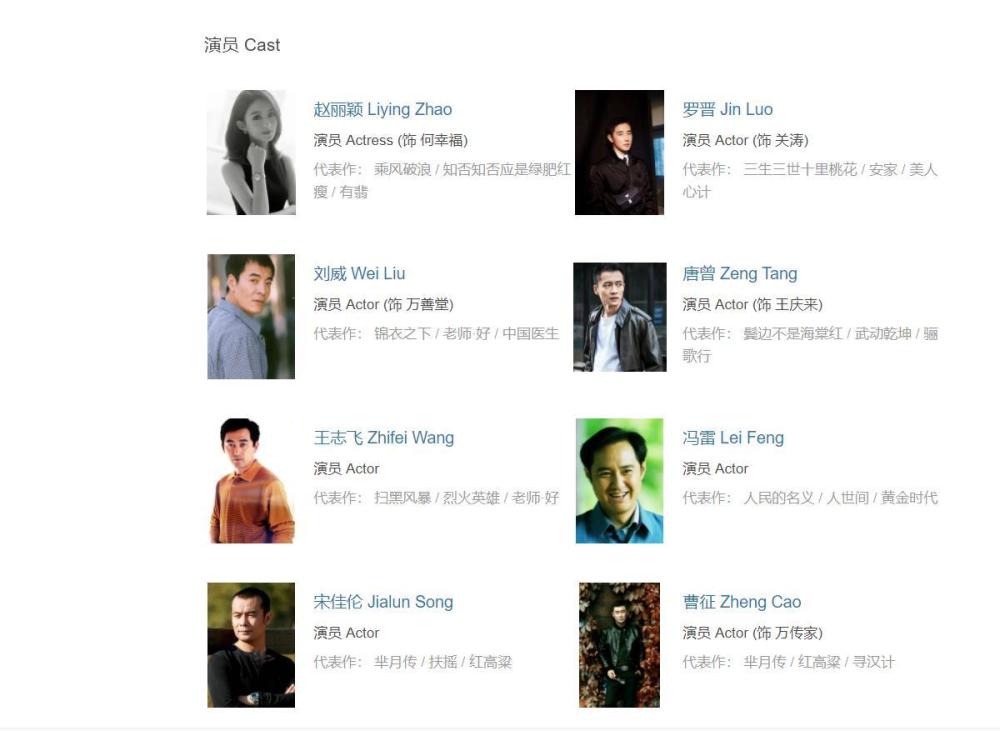 演员 Cast
赵丽颖 Liying Zhao
演员 Actress (饰 何幸福)
代表作： 乘风破浪 / 知否知否应是绿肥红
瘦 / 有翡
罗晋 Jin Luo
演员 Actor (饰 关涛)
代表作： 三生三世十里桃花 / 安家 / 美人
心计
刘威 Wei Liu
演员 Actor (饰 万善堂)
代表作： 锦衣之下 / 老师·好 / 中国医生
唐曾 Zeng Tang
演员 Actor (饰 王庆来)
代表作： 鬓边不是海棠红 / 武动乾坤 / 骊
歌行
王志飞 Zhifei Wang
演员 Actor
代表作： 扫黑风暴 / 烈火英雄 / 老师·好
冯雷 Lei Feng
演员 Actor
代表作： 人民的名义 / 人世间 / 黄金时代
宋佳伦 Jialun Song
演员 Actor
代表作： 芈月传 / 扶摇 / 红高粱
曹征 Zheng Cao
演员 Actor (饰 万传家)
代表作： 芈月传 / 红高粱 / 寻汉计